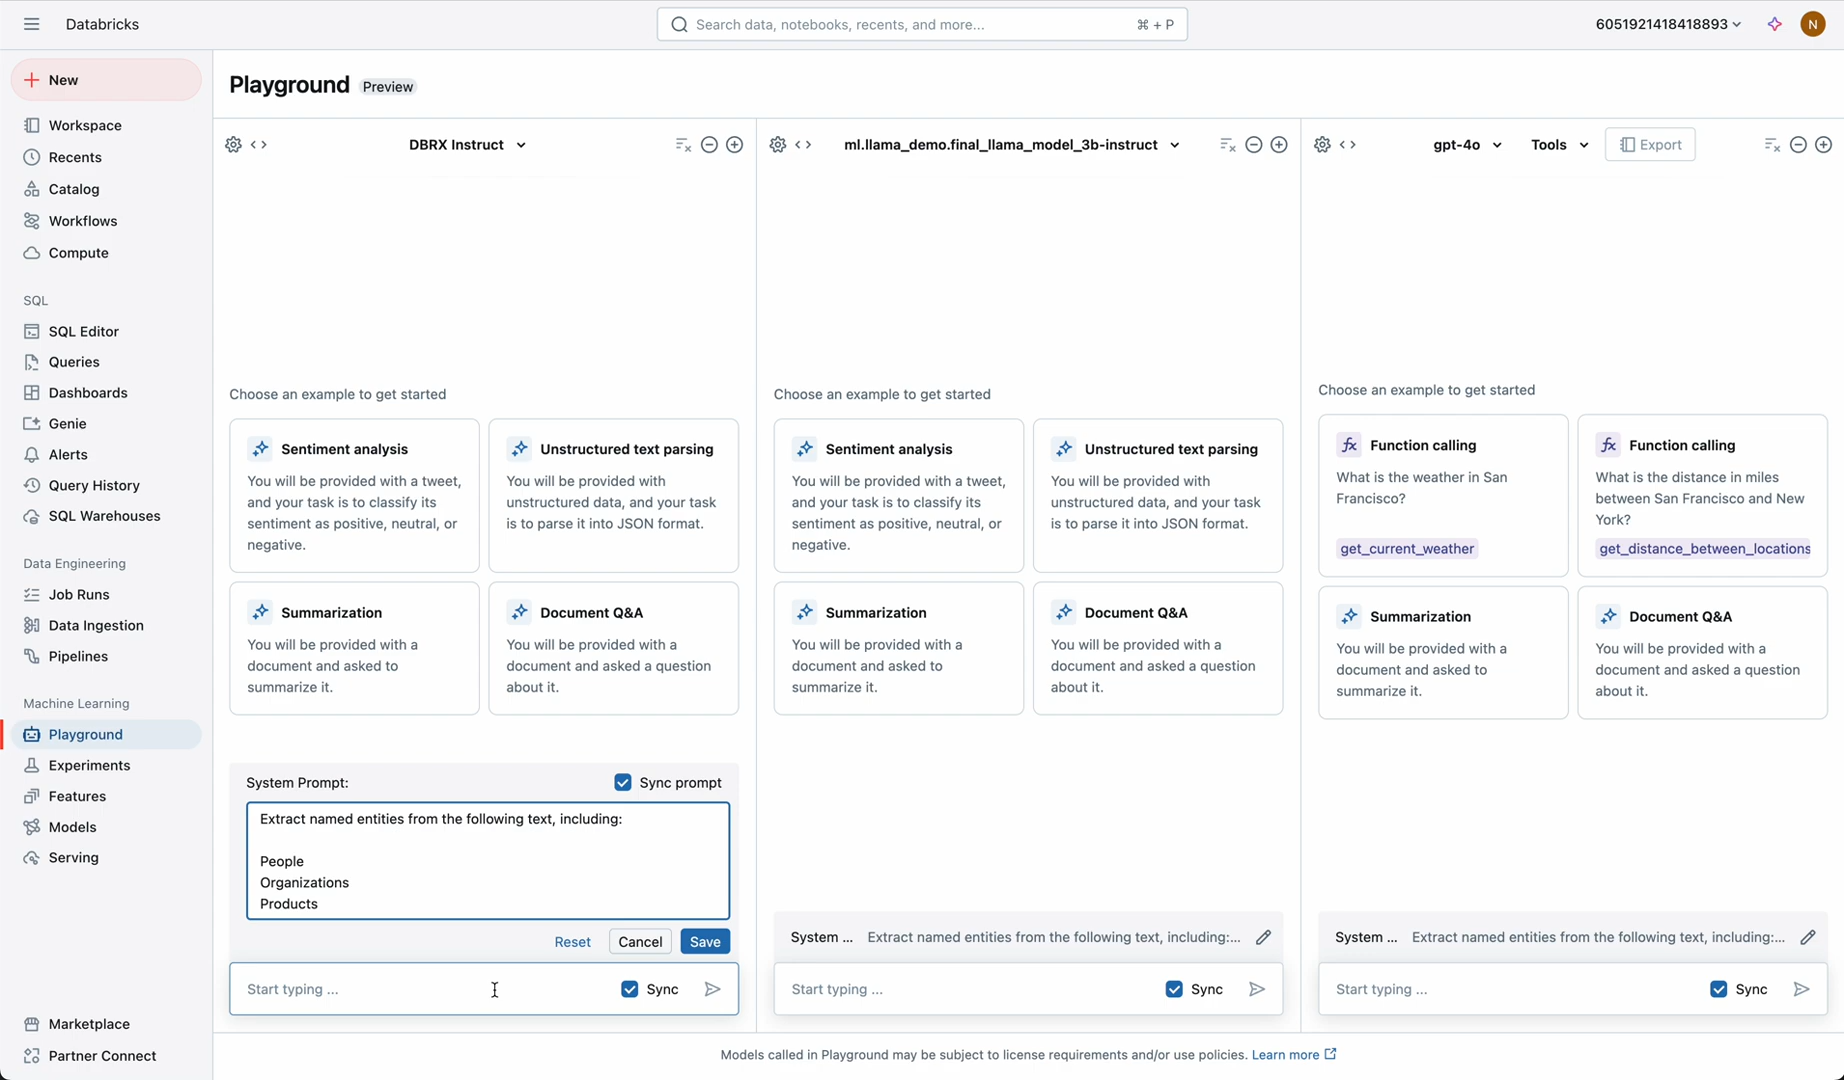 Databricks
Search data, notebooks, recents, and more...
⌘ + P
6051921418418893
N
New
Workspace
Recents
Catalog
Workflows
Compute
SQL
SQL Editor
Queries
Dashboards
Genie
Alerts
Query History
SQL Warehouses
Data Engineering
Job Runs
Data Ingestion
Pipelines
Machine Learning
Playground
Experiments
Features
Models
Serving
Marketplace
Partner Connect
Playground Preview
DBRX Instruct
Choose an example to get started
Sentiment analysis
You will be provided with a tweet,
and your task is to classify its
sentiment as positive, neutral, or
negative.
Unstructured text parsing
You will be provided with
unstructured data, and your task
is to parse it into JSON format.
Summarization
You will be provided with a
document and asked to
summarize it.
Document Q&A
You will be provided with a
document and asked a question
about it.
System Prompt:
Sync prompt
Extract named entities from the following text, including:
People
Organizations
Products
Reset
Cancel
Save
Start typing ...
Sync
ml.llama_demo.final_llama_model_3b-instruct
Choose an example to get started
Sentiment analysis
You will be provided with a tweet,
and your task is to classify its
sentiment as positive, neutral, or
negative.
Unstructured text parsing
You will be provided with
unstructured data, and your task
is to parse it into JSON format.
Summarization
You will be provided with a
document and asked to
summarize it.
Document Q&A
You will be provided with a
document and asked a question
about it.
System ... Extract named entities from the following text, including:...
Start typing ...
Sync
gpt-4o
Tools
Export
Choose an example to get started
fx Function calling
What is the weather in San
Francisco?
get_current_weather
fx Function calling
What is the distance in miles
between San Francisco and New
York?
get_distance_between_locations
Summarization
You will be provided with a
document and asked to
summarize it.
Document Q&A
You will be provided with a
document and asked a question
about it.
System ... Extract named entities from the following text, including:...
Start typing ...
Sync
Models called in Playground may be subject to license requirements and/or use policies. Learn more